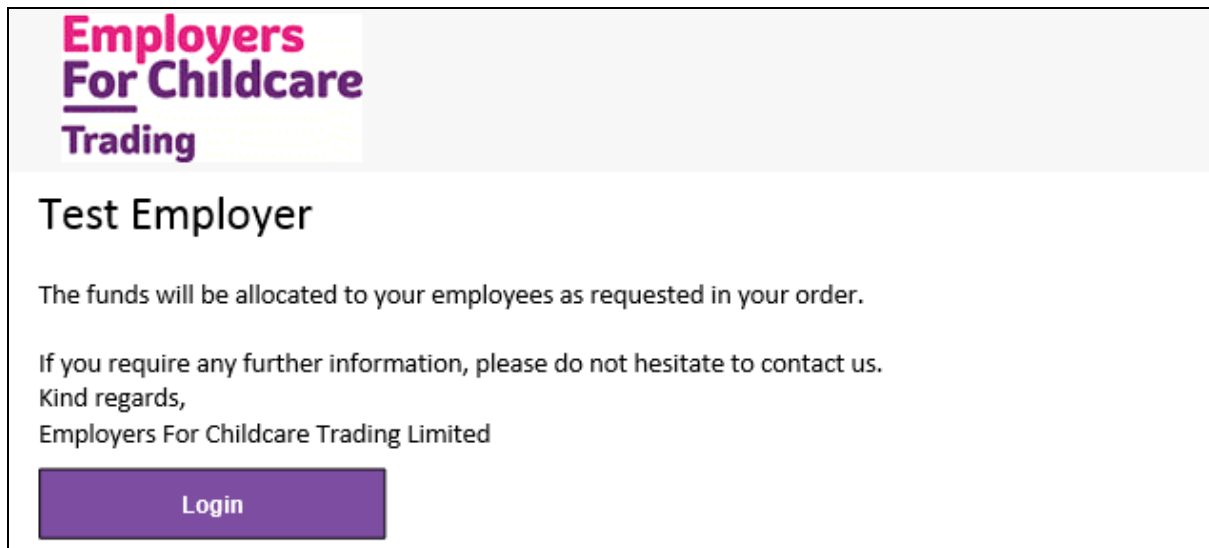 Employers
For Childcare
Trading
Test Employer
The funds will be allocated to your employees as requested in your order.
If you require any further information, please do not hesitate to contact us.
Kind regards,
Employers For Childcare Trading Limited
Login